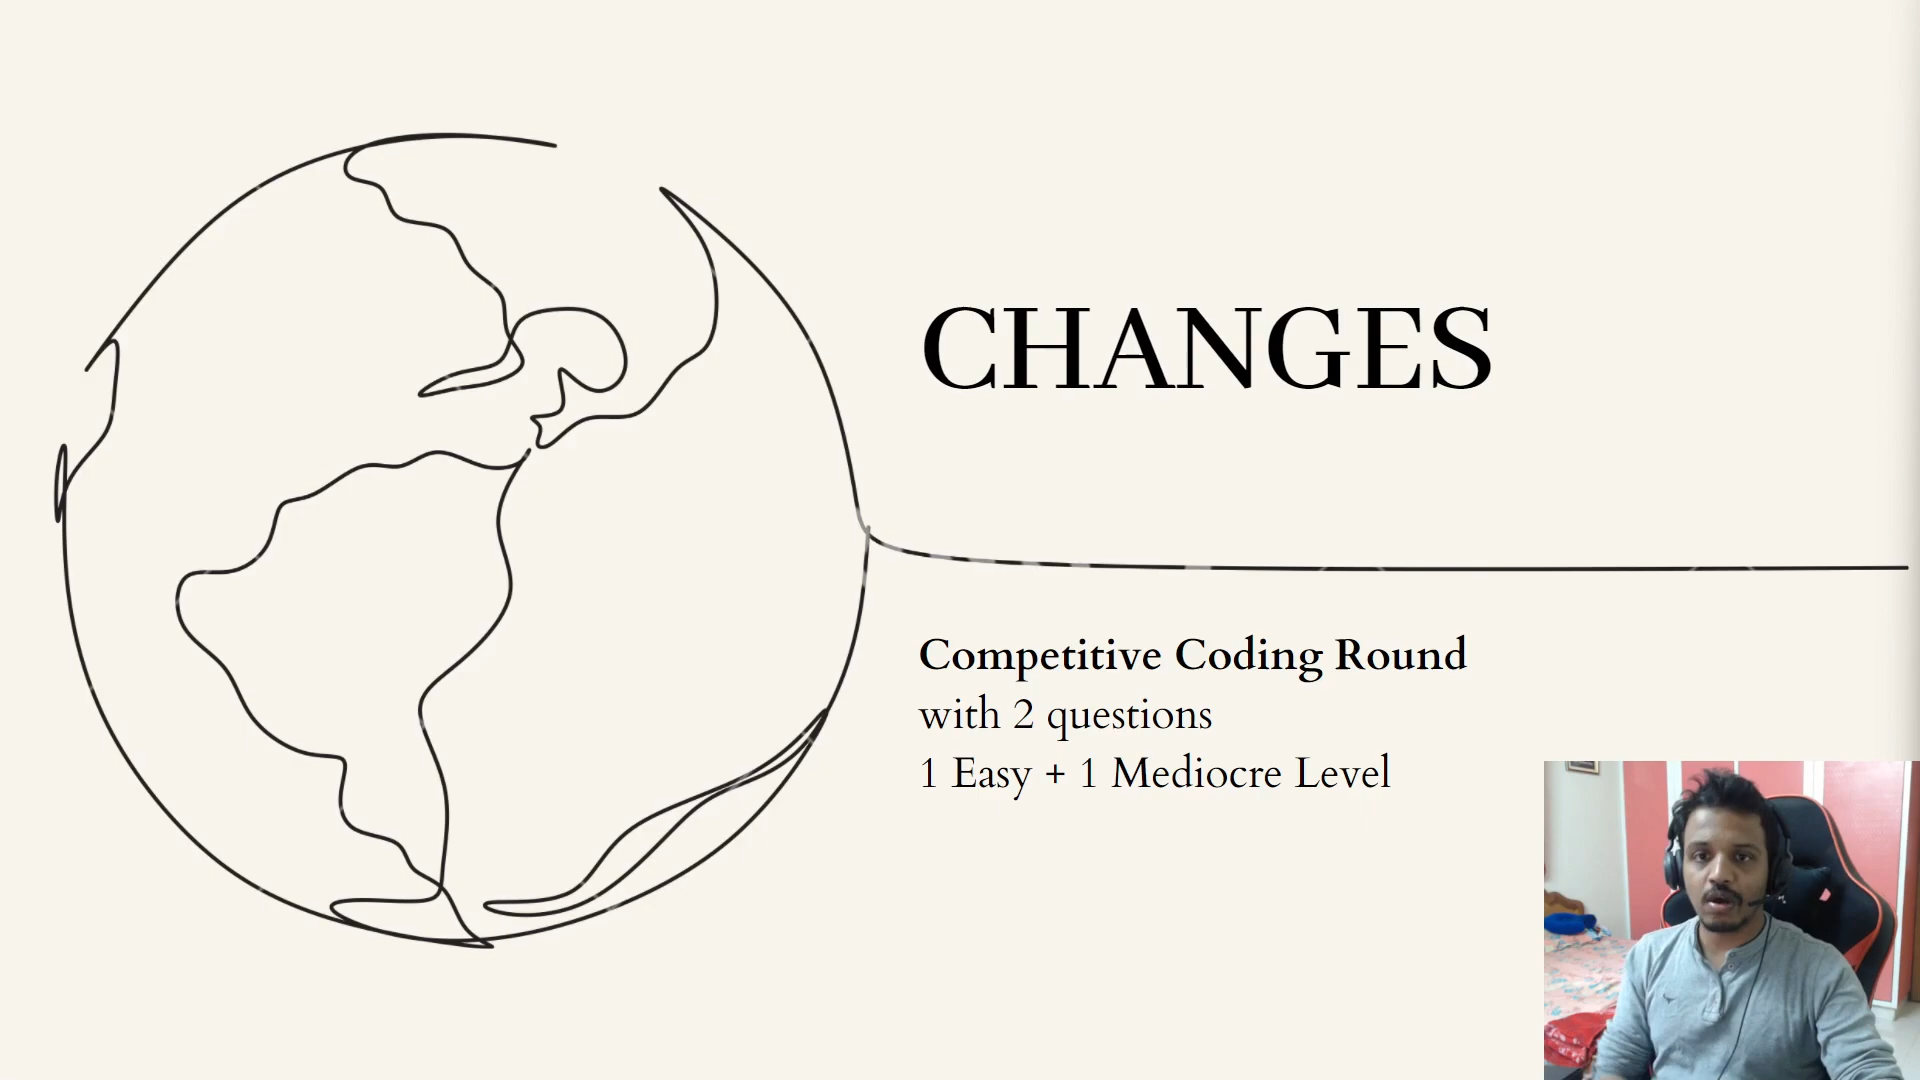 CHANGES
Competitive Coding Round
with 2 questions
1 Easy + 1 Mediocre Level